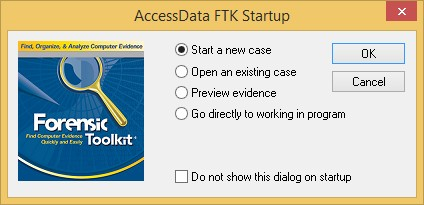 AccessData FTK Startup
Find, Organize, & Analyze Computer Evidence
Forensic
Find Computer Evidence
Quickly and Easily
Toolkit
Start a new case
Open an existing case
Preview evidence
Go directly to working in program
Do not show this dialog on startup
OK
Cancel